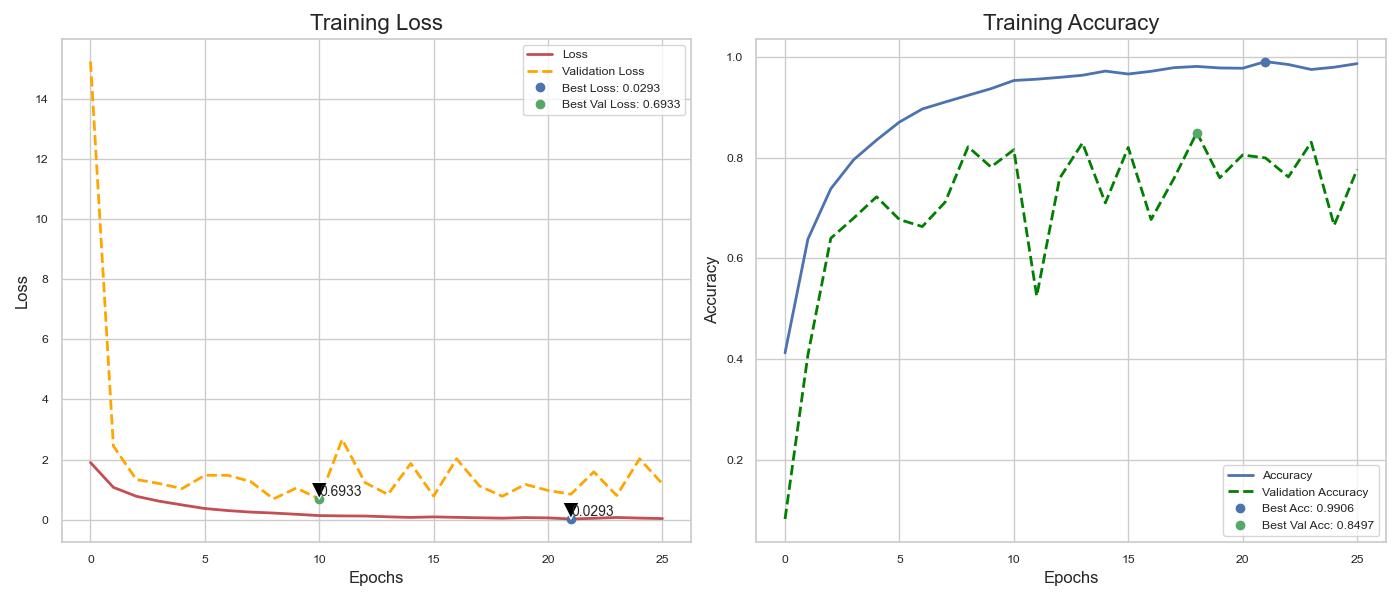 Training Loss
Loss
Validation Loss
Best Loss: 0.0293
Best Val Loss: 0.6933
14
12
10
8
6
4
2
0
Loss
0.6933
0.0293
0
5
10
15
20
25
Epochs
Training Accuracy
1.0
0.8
0.6
0.4
0.2
Accuracy
Accuracy
Validation Accuracy
Best Acc: 0.9906
Best Val Acc: 0.8497
0
5
10
15
20
25
Epochs